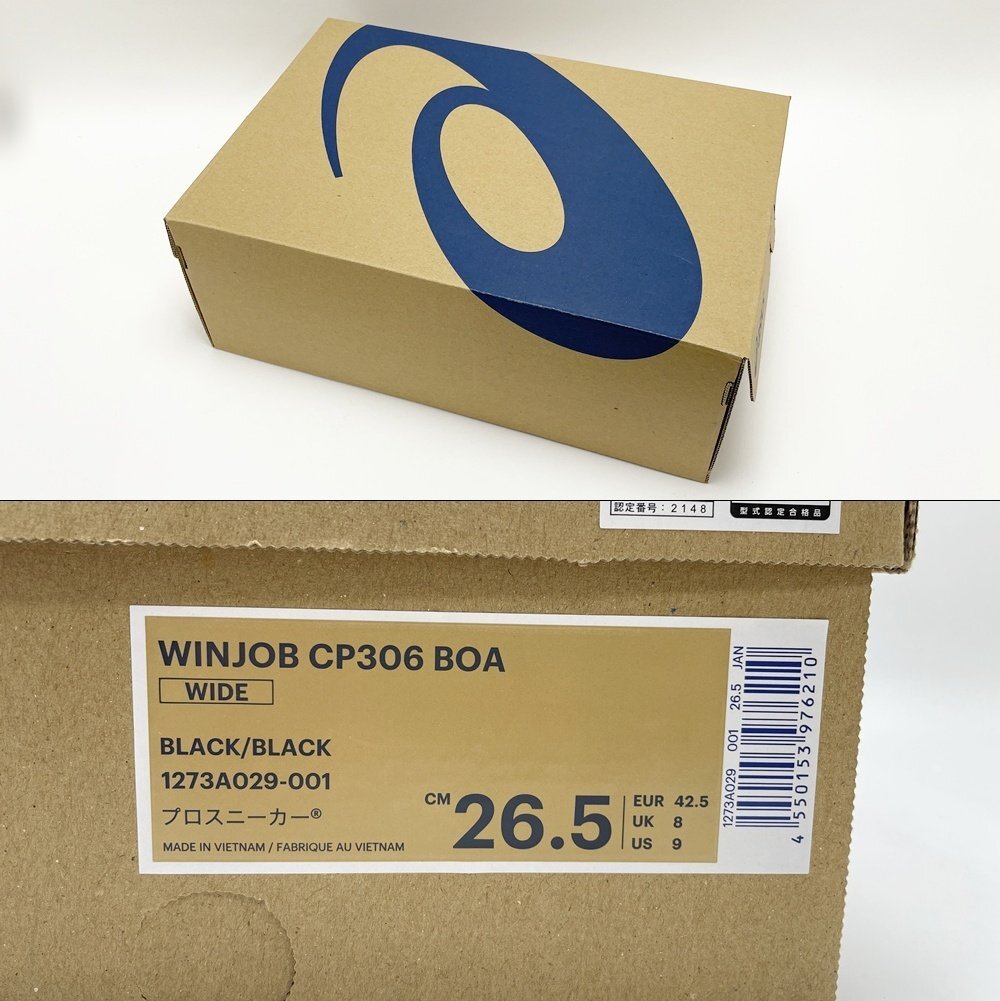 認定番号：2148
型式認定合格品
WINJOB CP306 BOA
WIDE
BLACK/BLACK
1273A029-001
プロスニーカー®
MADE IN VIETNAM / FABRIQUE AU VIETNAM
CM 26.5
EUR 42.5
UK 8
US 9
1273A029 001 26.5 JAN
4 550153 976210